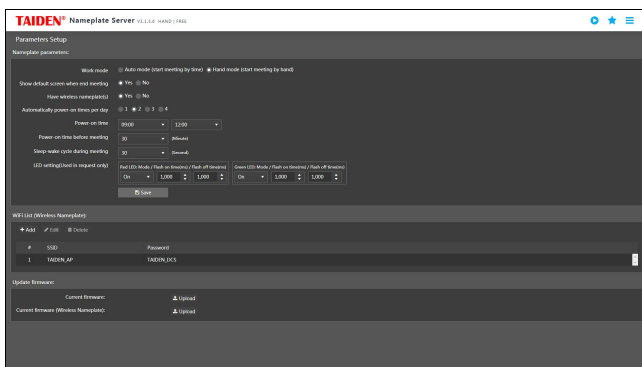 TAIDEN® Nameplate Server V1.1.1.8 HAND | FREE
Parameters Setup
Nameplate parameters:
Work mode Auto mode (start meeting by time) Hand mode (start meeting by hand)
Show default screen when end meeting Yes No
Have wireless nameplate(s) Yes No
Automatically power-on times per day 1 2 3 4
Power-on time 09:00 12:00
Power-on time before meeting 30 (Minute)
Sleep-wake cycle during meeting 30 (Second)
LED setting(Used in request only) Red LED: Mode / Flash on time(ms) / Flash off time(ms) Green LED: Mode / Flash on time(ms) / Flash off time(ms)
On 1,000 1,000 On 1,000 1,000
Save
WiFi List (Wireless Nameplate):
+ Add Edit Delete
# SSID Password
1 TAIDEN_AP TAIDEN_DCS
Update firmware:
Current firmware: Upload
Current firmware (Wireless Nameplate): Upload